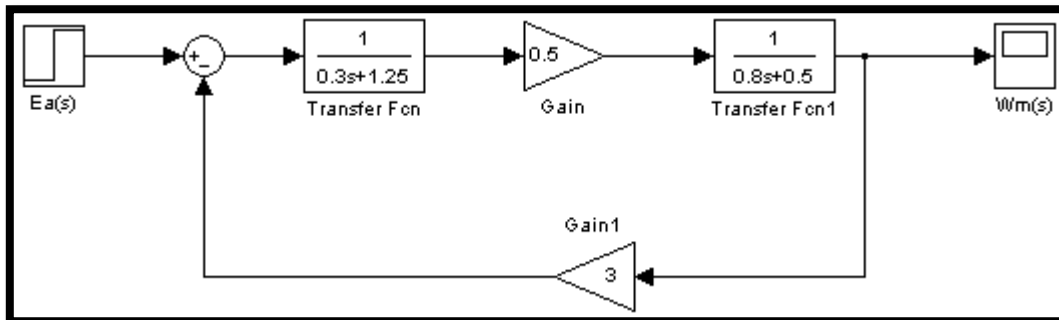 Ea(s)
+
−
1
0.3s+1.25
Transfer Fcn
0.5
Gain
1
0.8s+0.5
Transfer Fcn1
Wm(s)
Gain1
3